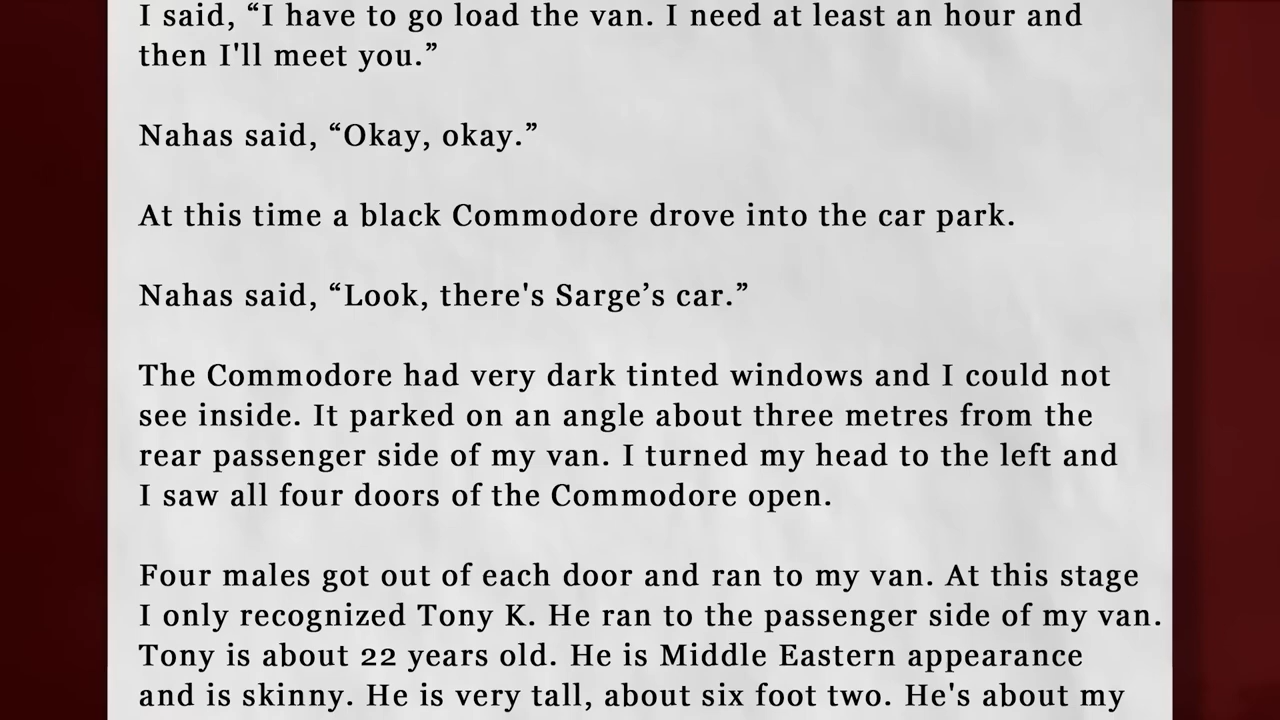 I said, “I have to go load the van. I need at least an hour and
then I'll meet you.”
Nahas said, “Okay, okay.”
At this time a black Commodore drove into the car park.
Nahas said, “Look, there's Sarge’s car.”
The Commodore had very dark tinted windows and I could not
see inside. It parked on an angle about three metres from the
rear passenger side of my van. I turned my head to the left and
I saw all four doors of the Commodore open.
Four males got out of each door and ran to my van. At this stage
I only recognized Tony K. He ran to the passenger side of my van.
Tony is about 22 years old. He is Middle Eastern appearance
and is skinny. He is very tall, about six foot two. He's about my